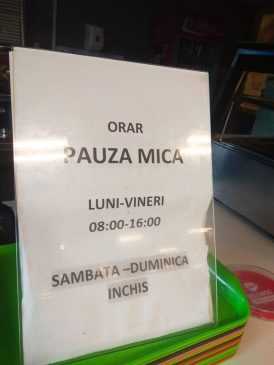 ORAR
PAUZA MICA
LUNI-VINERI
08:00-16:00
SAMBATA –DUMINICA
INCHIS